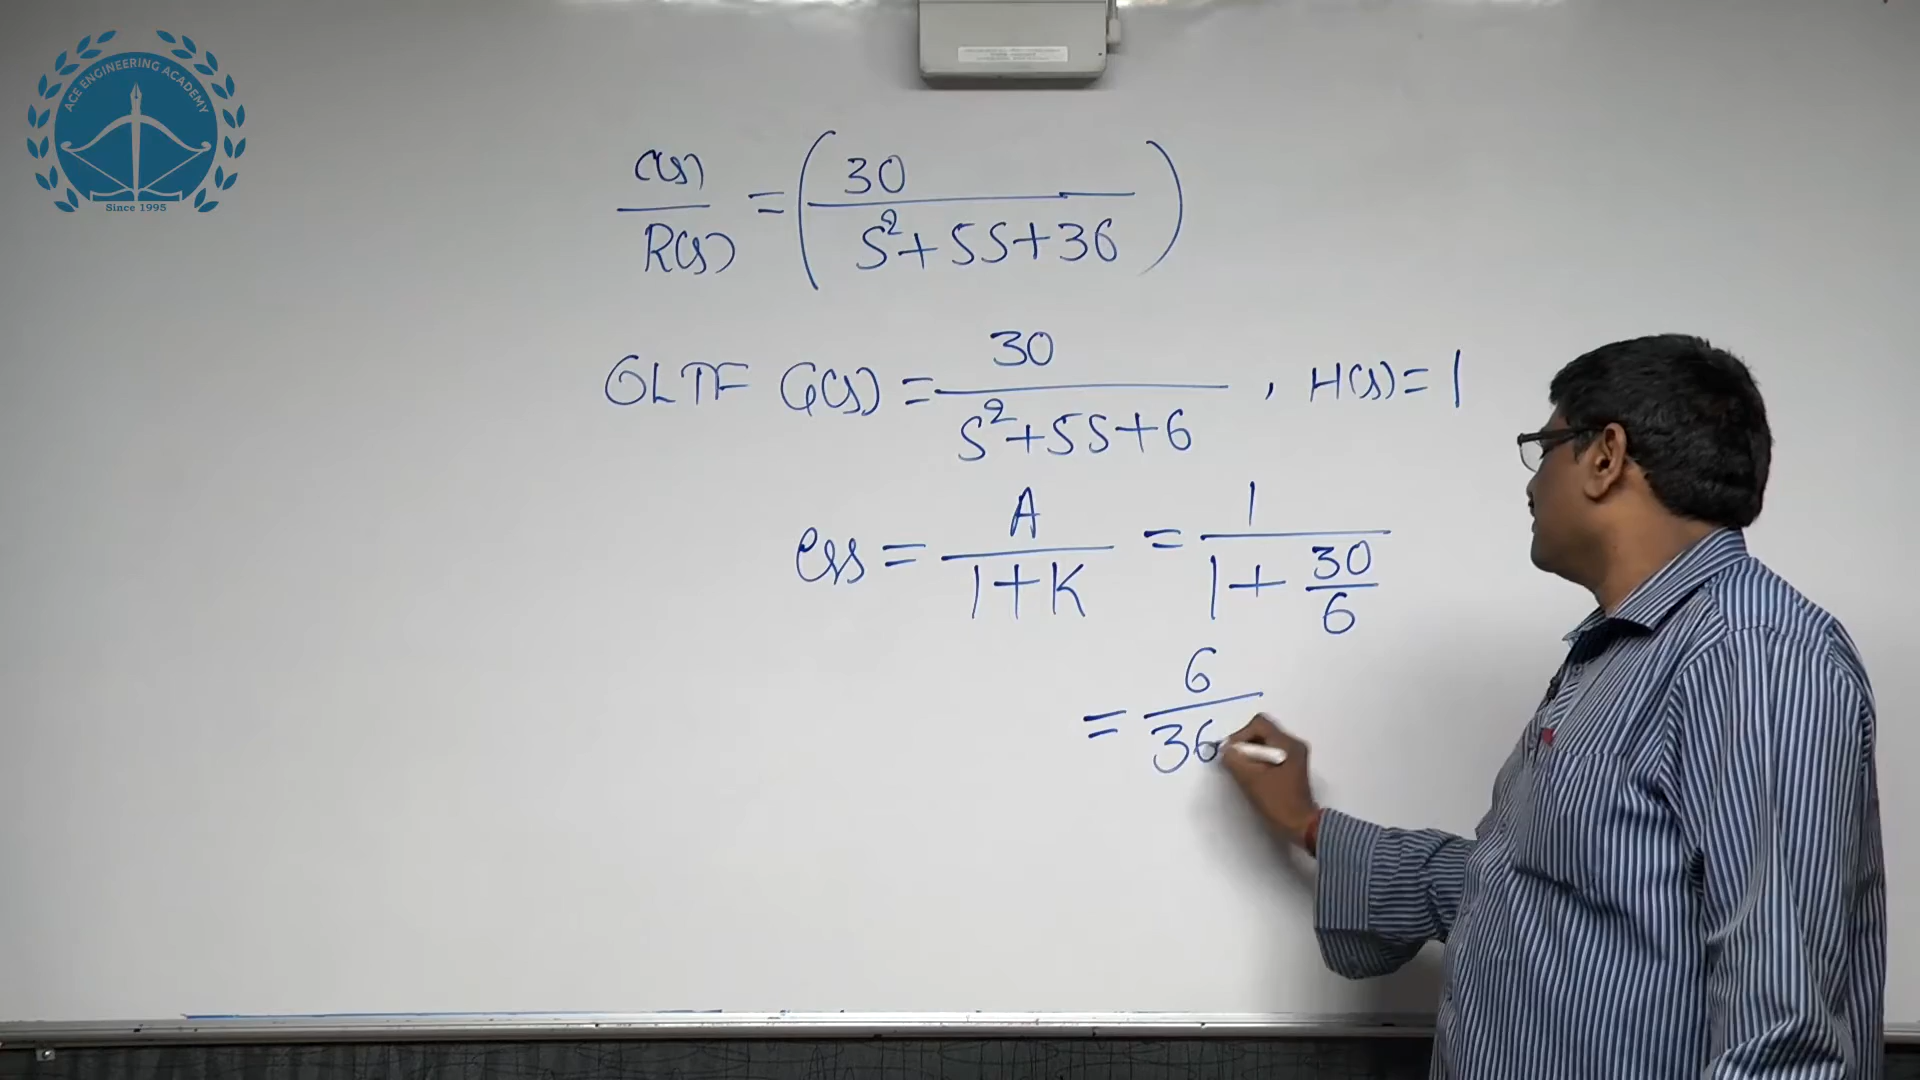 ACE ENGINEERING ACADEMY
Since 1995
C(s)/R(s) = (30/(S²+5S+36))
OLTF G(s) = 30/(S²+5S+6), H(s)=1
ess = A/(1+K) = 1/(1+30/6)
= 6/36